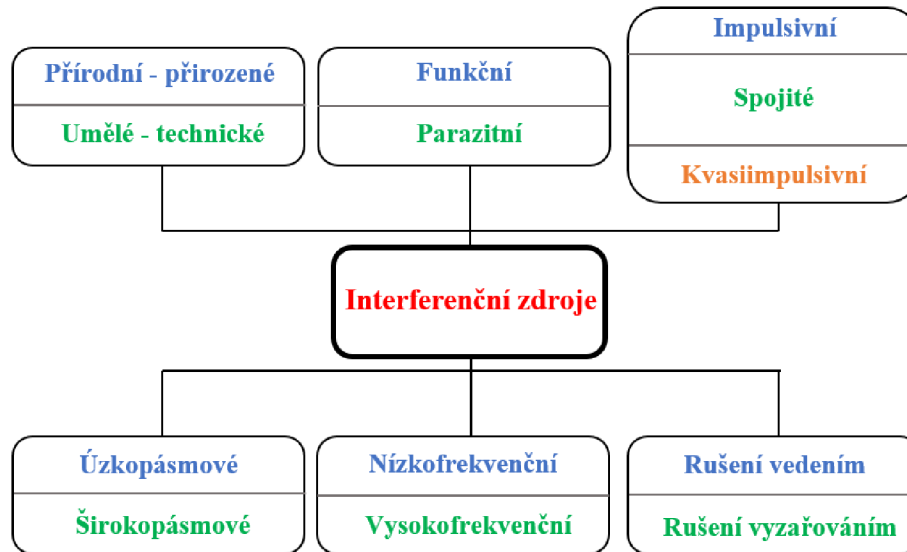 Přírodní - přirozené
Umělé - technické
Funkční
Parazitní
Impulsivní
Spojité
Kvasiimpulsivní
Interferenční zdroje
Úzkopásmové
Širokopásmové
Nízkofrekvenční
Vysokofrekvenční
Rušení vedením
Rušení vyzařováním